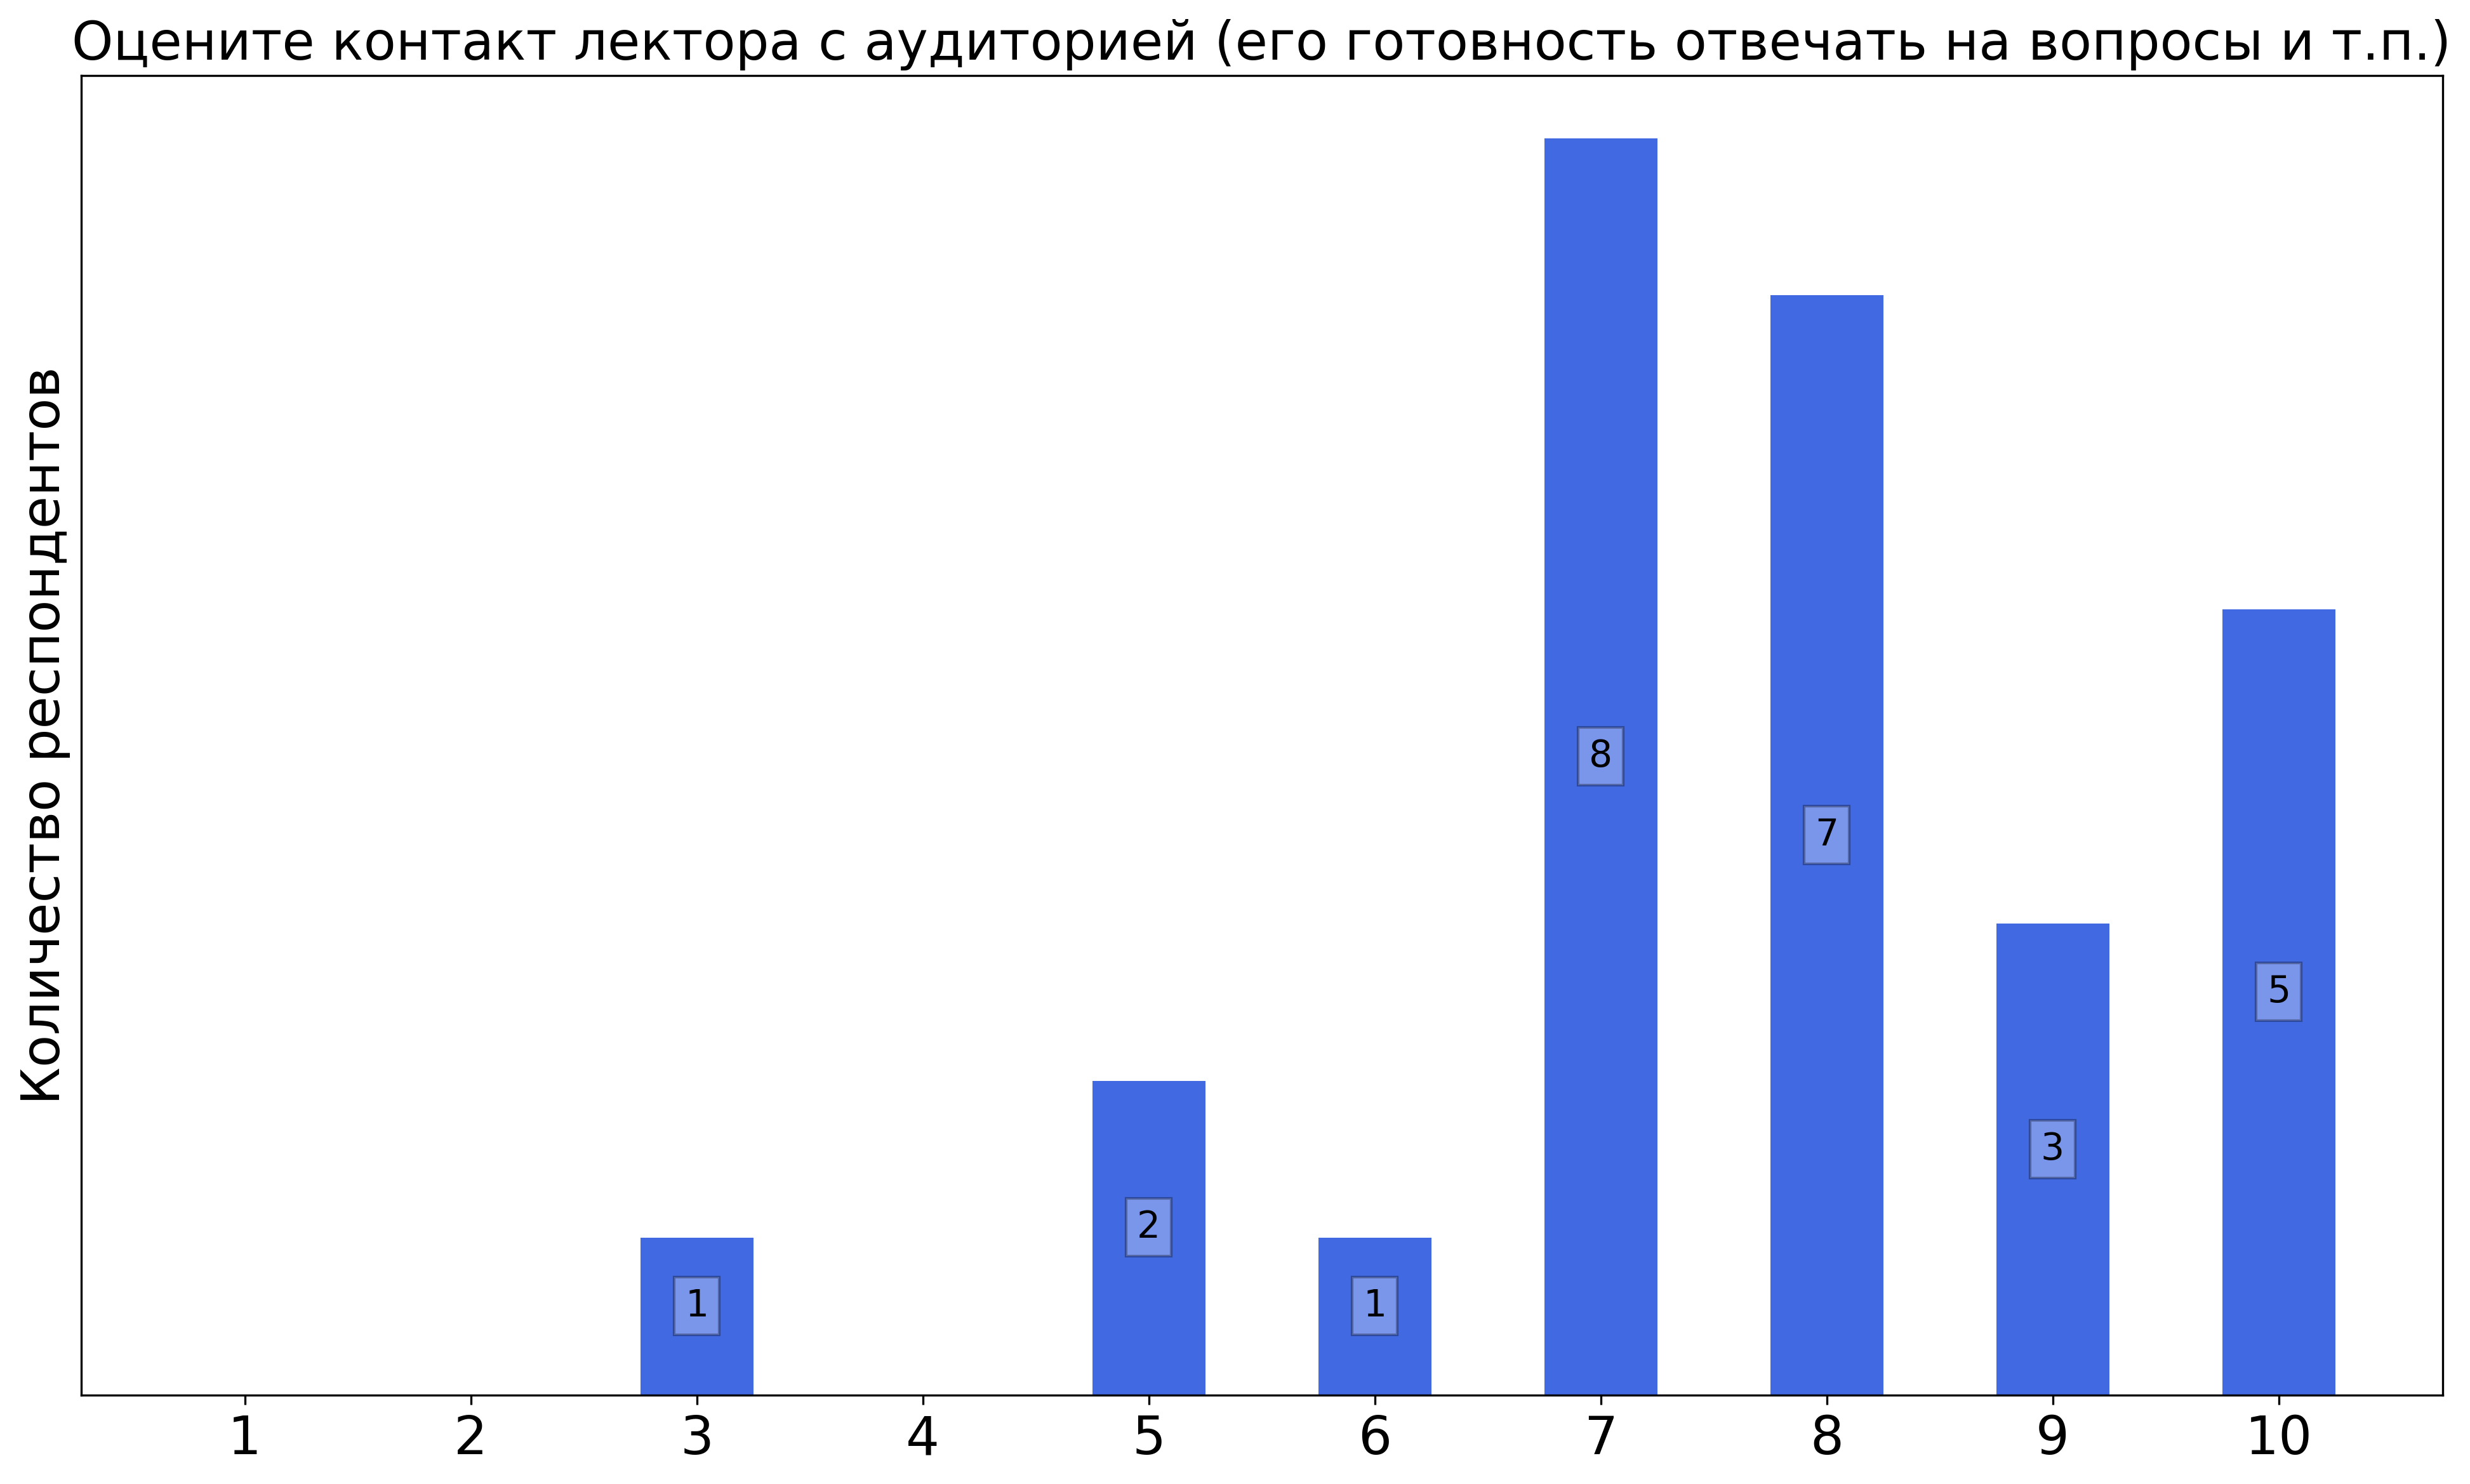 Оцените контакт лектора с аудиторией (его готовность отвечать на вопросы и т.п.)
Количество респондентов
8
7
5
3
2
1
1
1 2 3 4 5 6 7 8 9 10